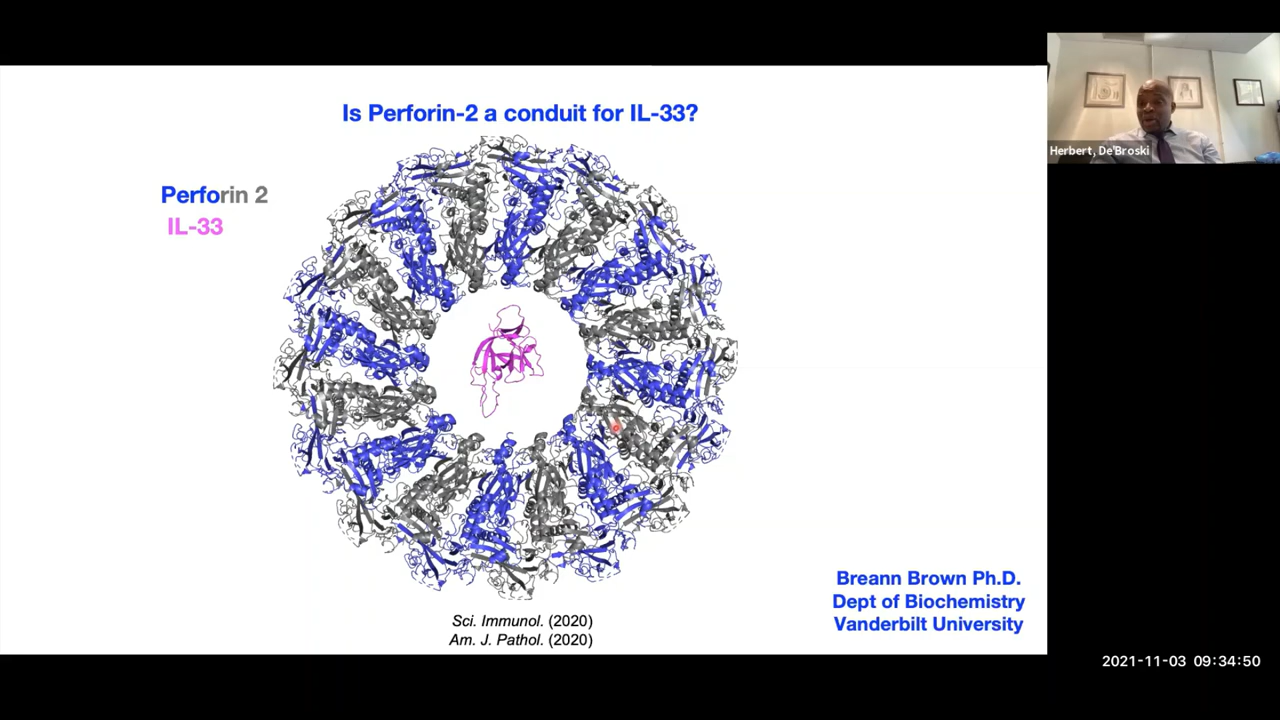 Is Perforin-2 a conduit for IL-33?
Perforin 2
IL-33
Herbert, De'Broski
Breann Brown Ph.D.
Dept of Biochemistry
Vanderbilt University
Sci. Immunol. (2020)
Am. J. Pathol. (2020)
2021-11-03 09:34:50